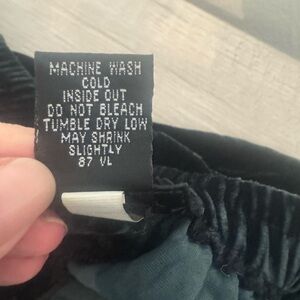 MACHINE WASH
COLD
INSIDE OUT
DO NOT BLEACH
TUMBLE DRY LOW
MAY SHRINK
SLIGHTLY
87 VL